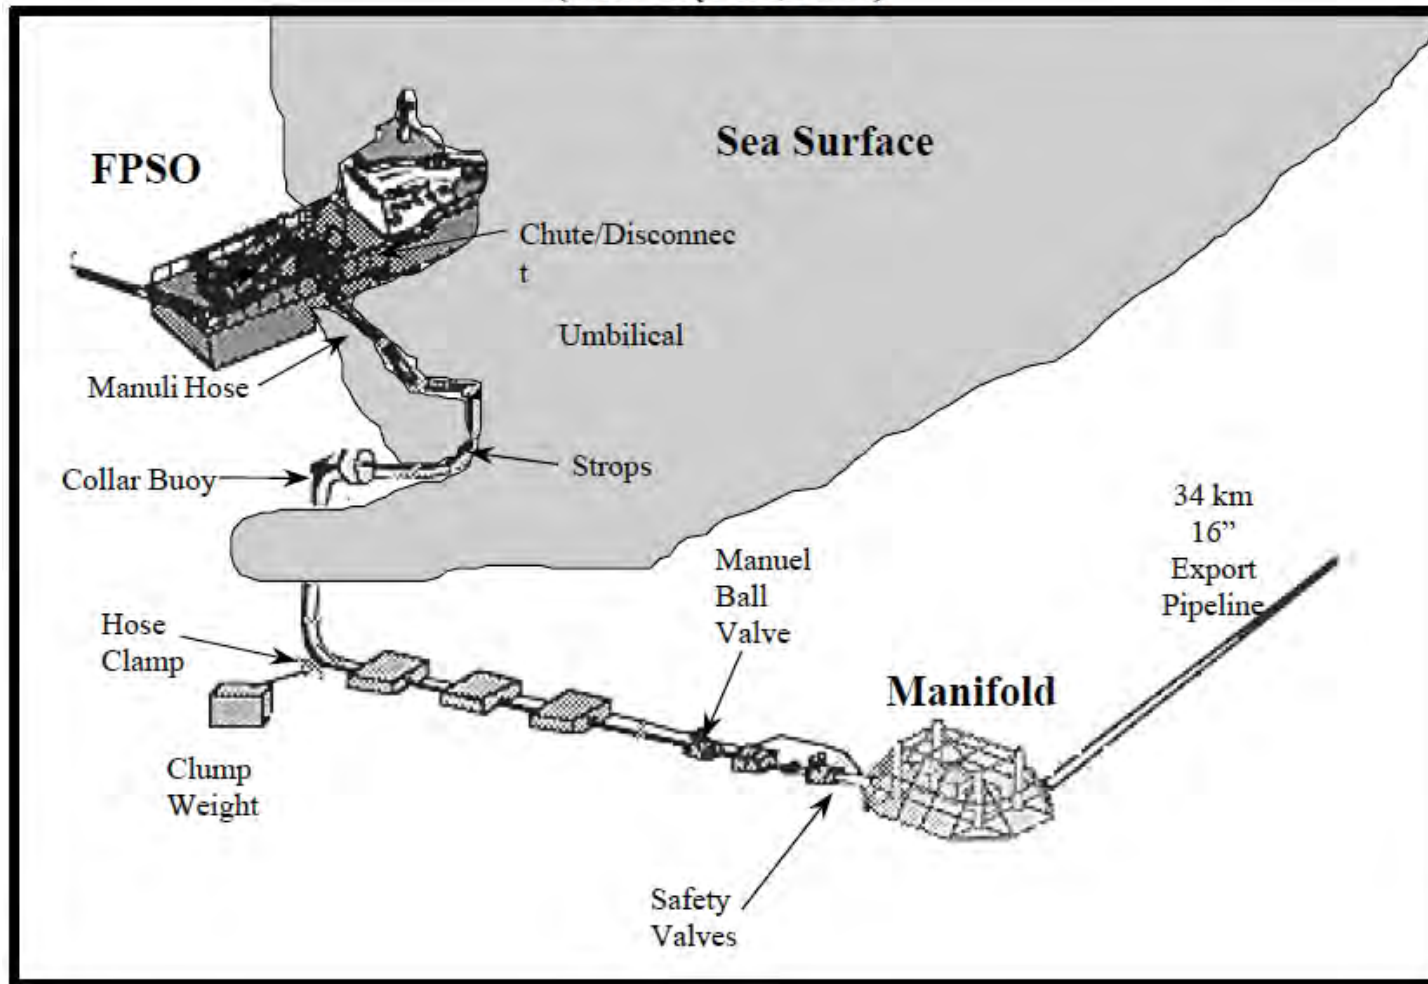 FPSO
Sea Surface
Chute/Disconnec
t
Umbilical
Manuli Hose
Collar Buoy
Strops
34 km
16”
Export
Pipeline
Manuel
Ball
Valve
Hose
Clamp
Manifold
Clump
Weight
Safety
Valves